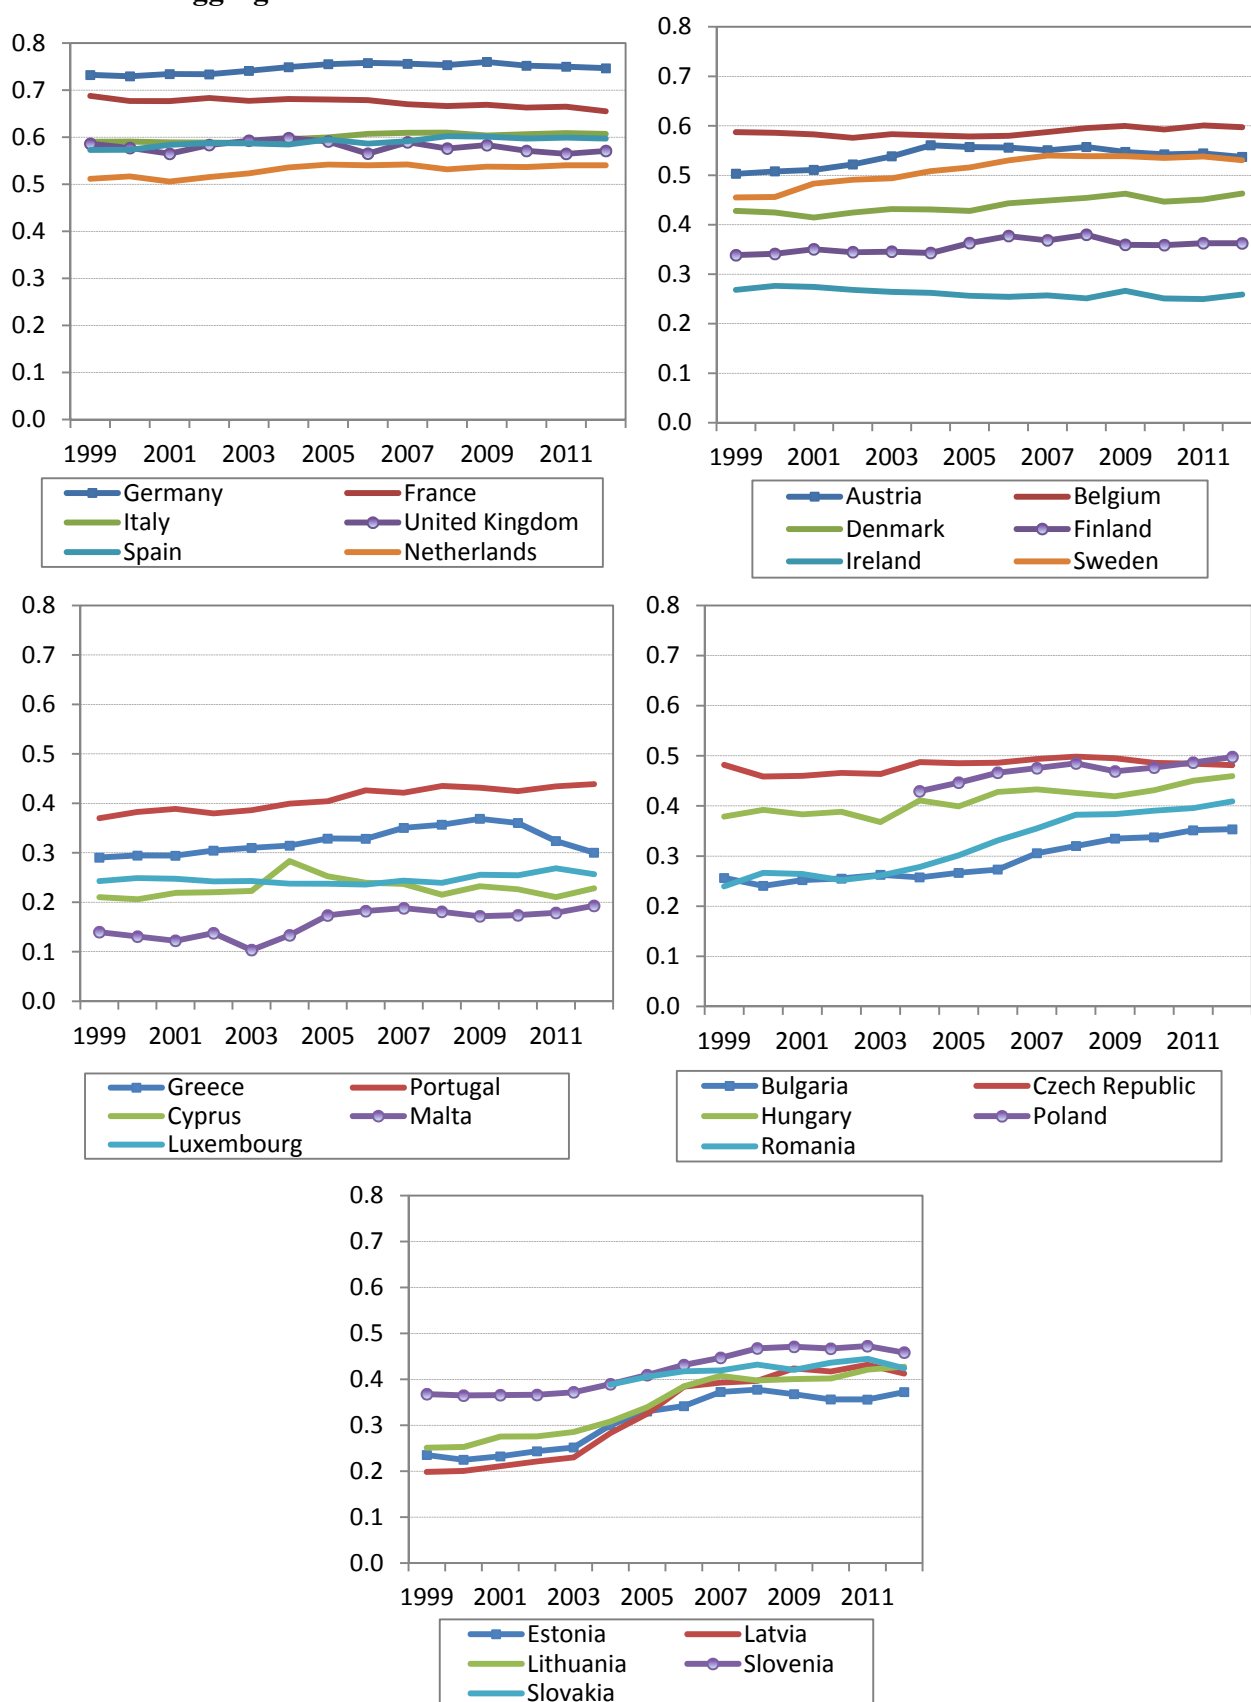 0.8
0.7
0.6
0.5
0.4
0.3
0.2
0.1
0.0
1999 2001 2003 2005 2007 2009 2011
Germany France
Italy United Kingdom
Spain Netherlands
0.8
0.7
0.6
0.5
0.4
0.3
0.2
0.1
0.0
1999 2001 2003 2005 2007 2009 2011
Austria Belgium
Denmark Finland
Ireland Sweden
0.8
0.7
0.6
0.5
0.4
0.3
0.2
0.1
0.0
1999 2001 2003 2005 2007 2009 2011
Greece Portugal
Cyprus Malta
Luxembourg
0.8
0.7
0.6
0.5
0.4
0.3
0.2
0.1
0.0
1999 2001 2003 2005 2007 2009 2011
Bulgaria Czech Republic
Hungary Poland
Romania
0.8
0.7
0.6
0.5
0.4
0.3
0.2
0.1
0.0
1999 2001 2003 2005 2007 2009 2011
Estonia Latvia
Lithuania Slovenia
Slovakia